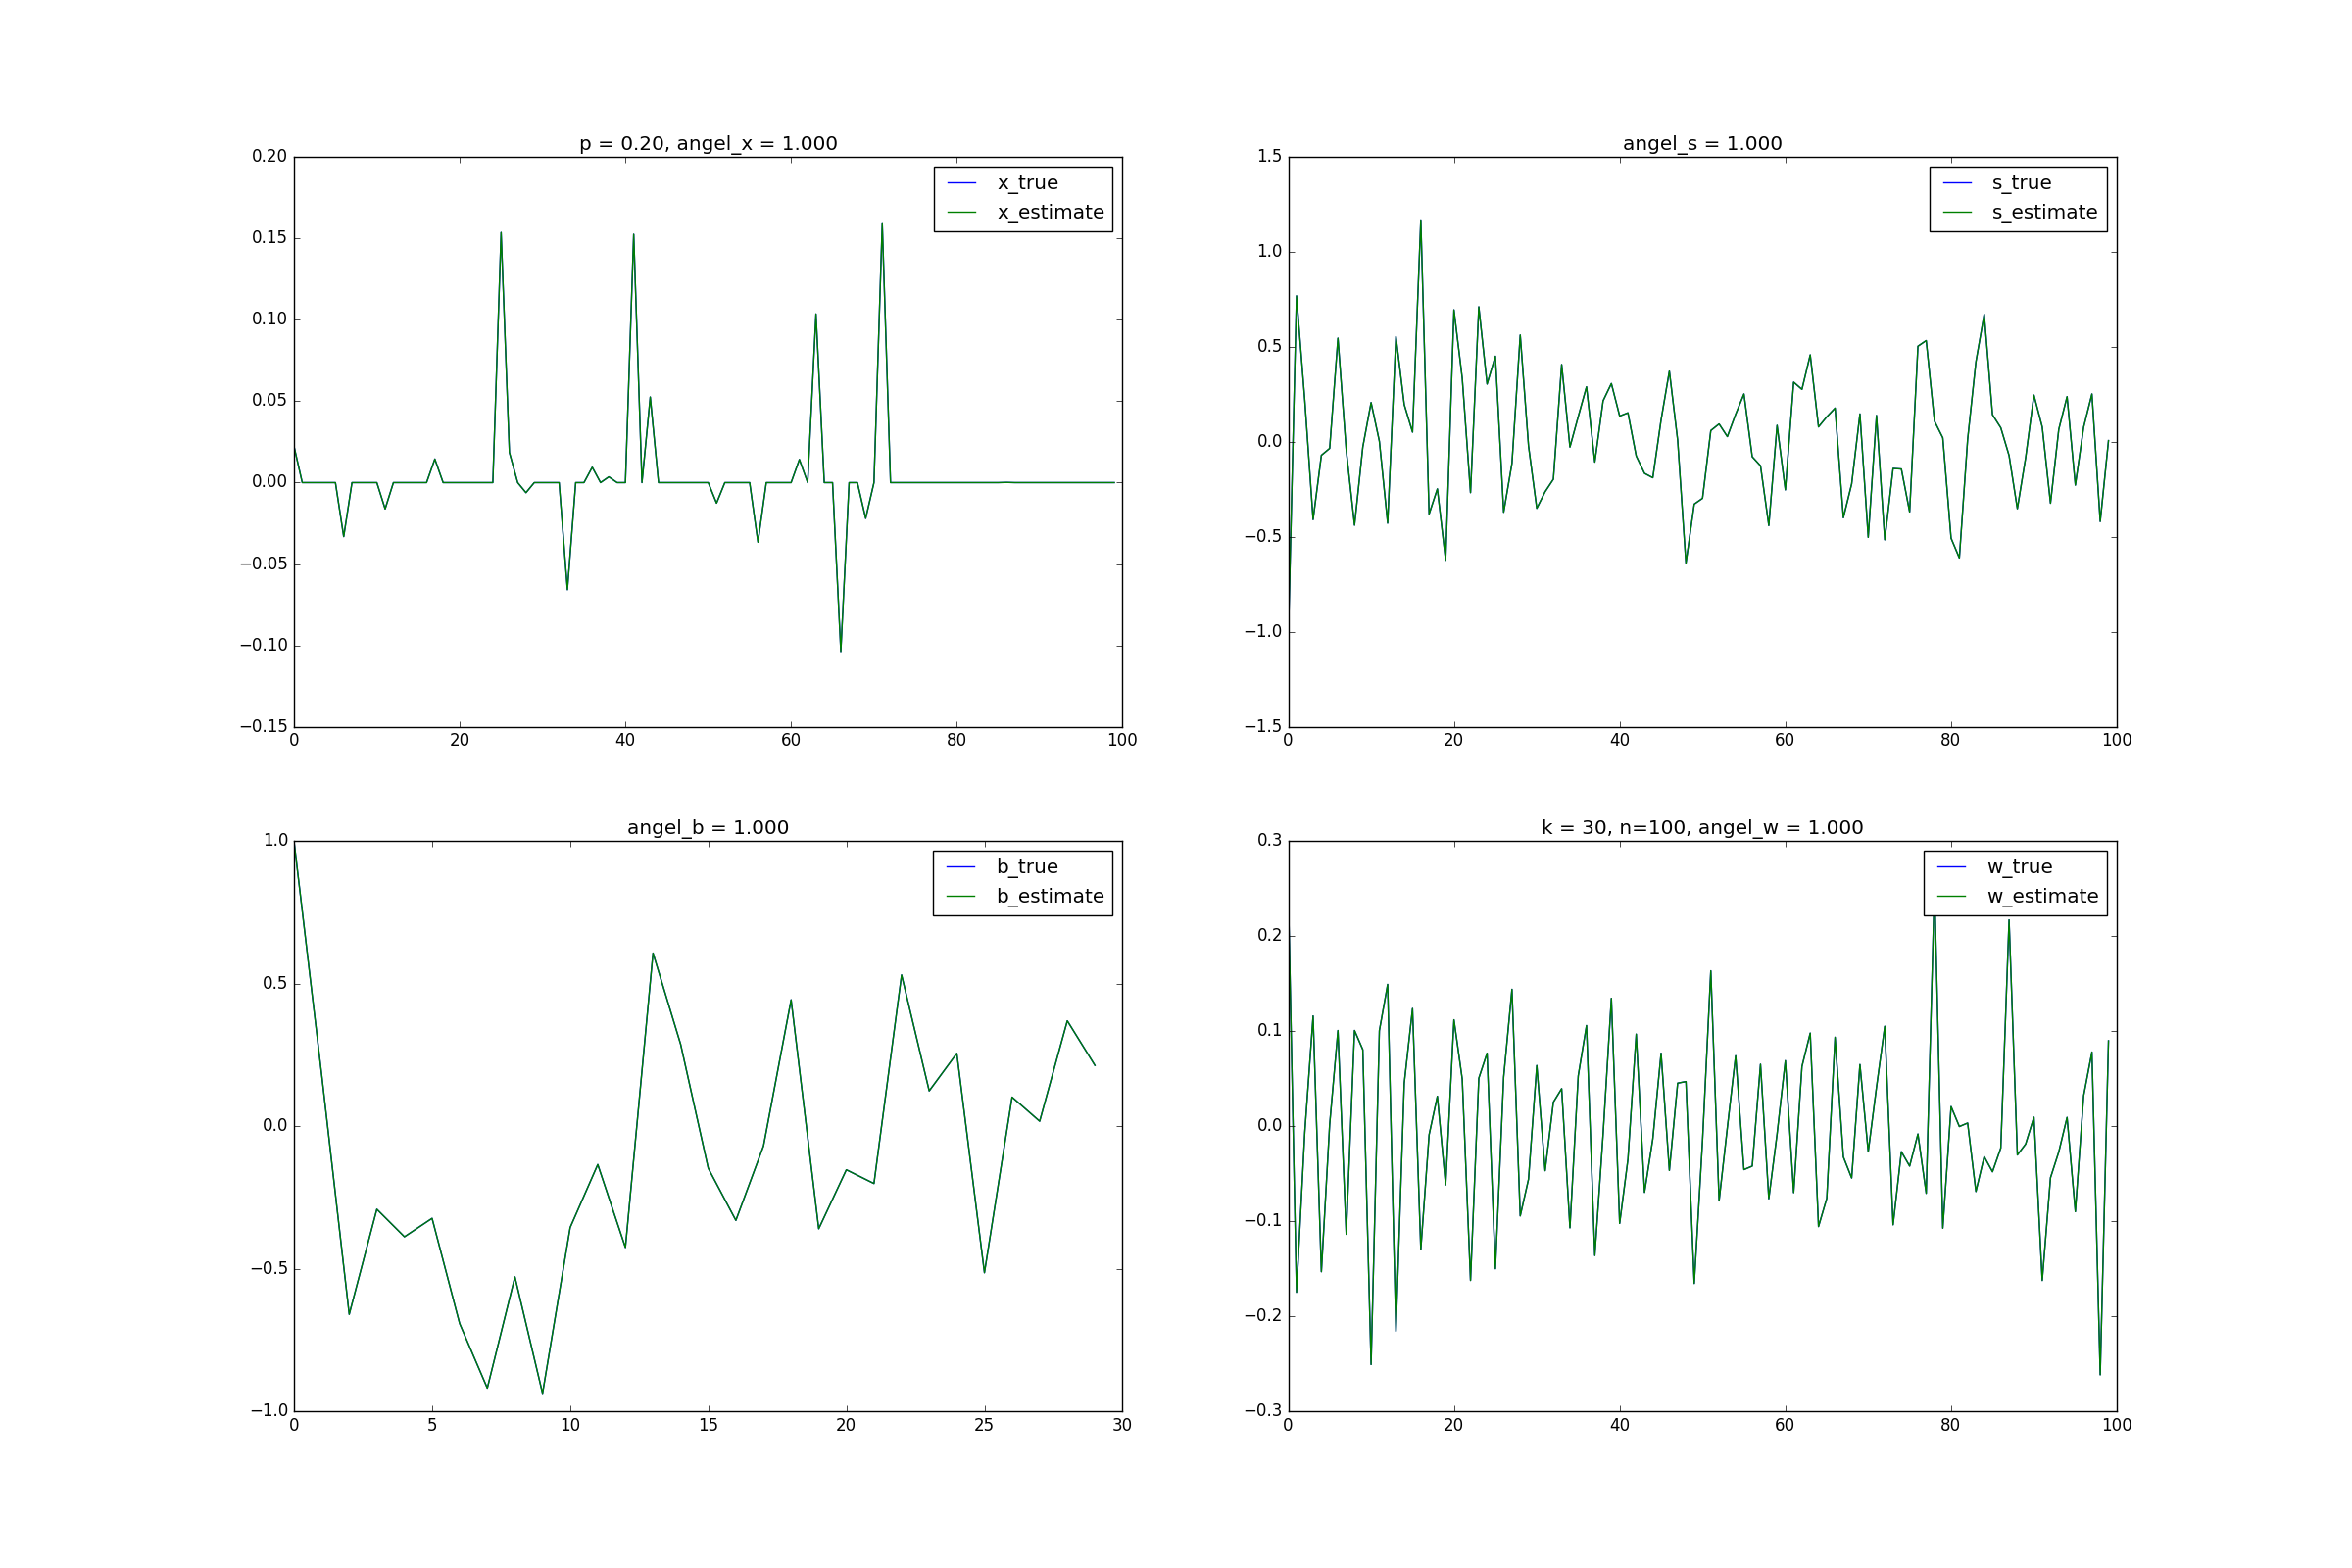 p = 0.20, angel_x = 1.000
0.20
0.15
0.10
0.05
0.00
−0.05
−0.10
−0.15
0 20 40 60 80 100
x_true
x_estimate
angel_s = 1.000
1.5
1.0
0.5
0.0
−0.5
−1.0
−1.5
0 20 40 60 80 100
s_true
s_estimate
angel_b = 1.000
1.0
0.5
0.0
−0.5
−1.0
0 5 10 15 20 25 30
b_true
b_estimate
k = 30, n=100, angel_w = 1.000
0.3
0.2
0.1
0.0
−0.1
−0.2
−0.3
0 20 40 60 80 100
w_true
w_estimate